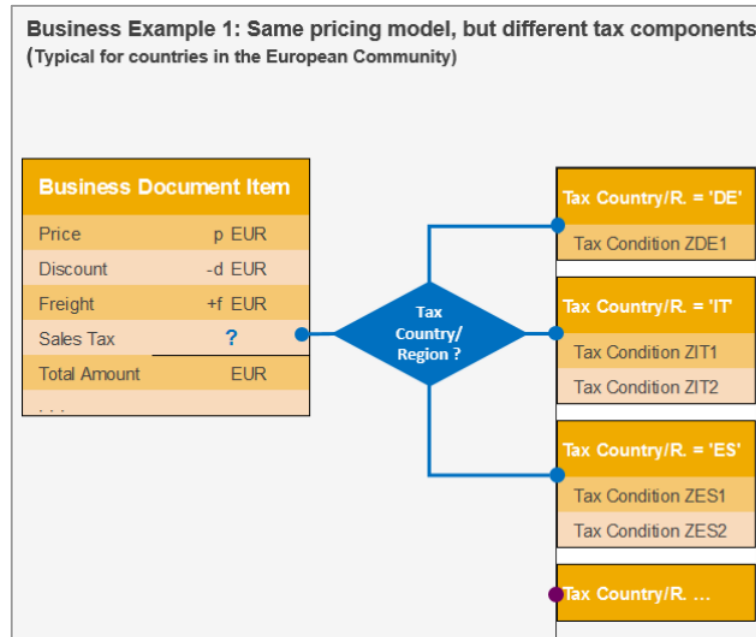 Business Example 1: Same pricing model, but different tax components
(Typical for countries in the European Community)
Business Document Item
Price p EUR
Discount -d EUR
Freight +f EUR
Sales Tax ?
Total Amount EUR
. . .
Tax
Country/
Region ?
Tax Country/R. = 'DE'
Tax Condition ZDE1
Tax Country/R. = 'IT'
Tax Condition ZIT1
Tax Condition ZIT2
Tax Country/R. = 'ES'
Tax Condition ZES1
Tax Condition ZES2
Tax Country/R. ...